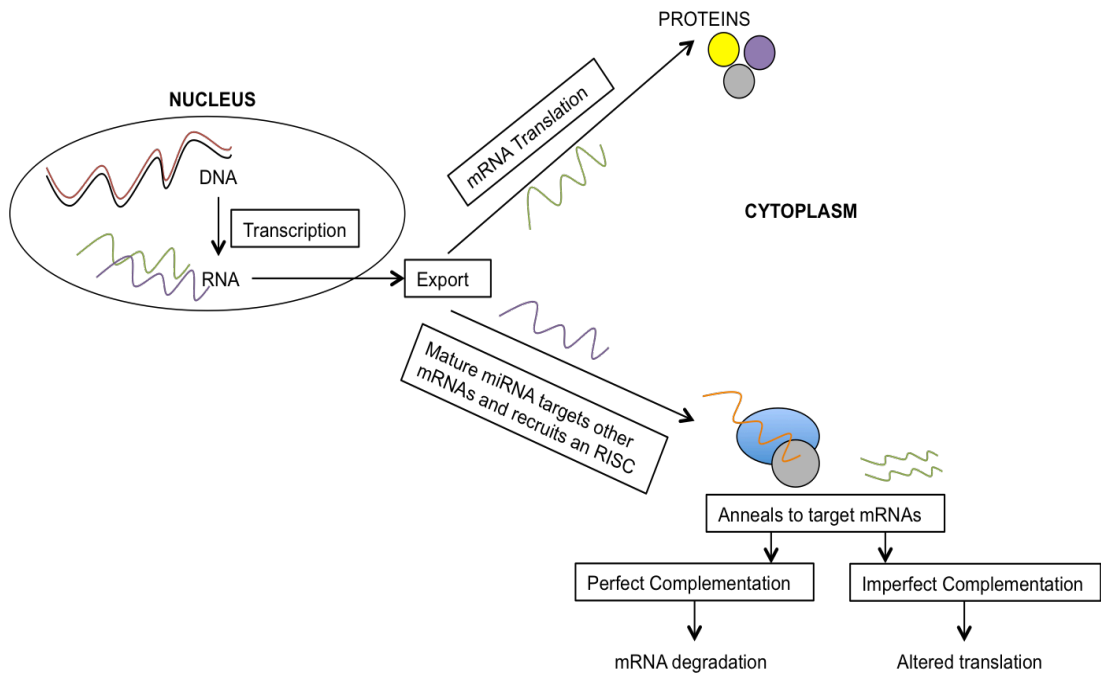 PROTEINS
NUCLEUS
mRNA Translation
DNA
CYTOPLASM
Transcription
RNA
Export
Mature miRNA targets other
mRNAs and recruits an RISC
Anneals to target mRNAs
Perfect Complementation
Imperfect Complementation
mRNA degradation
Altered translation